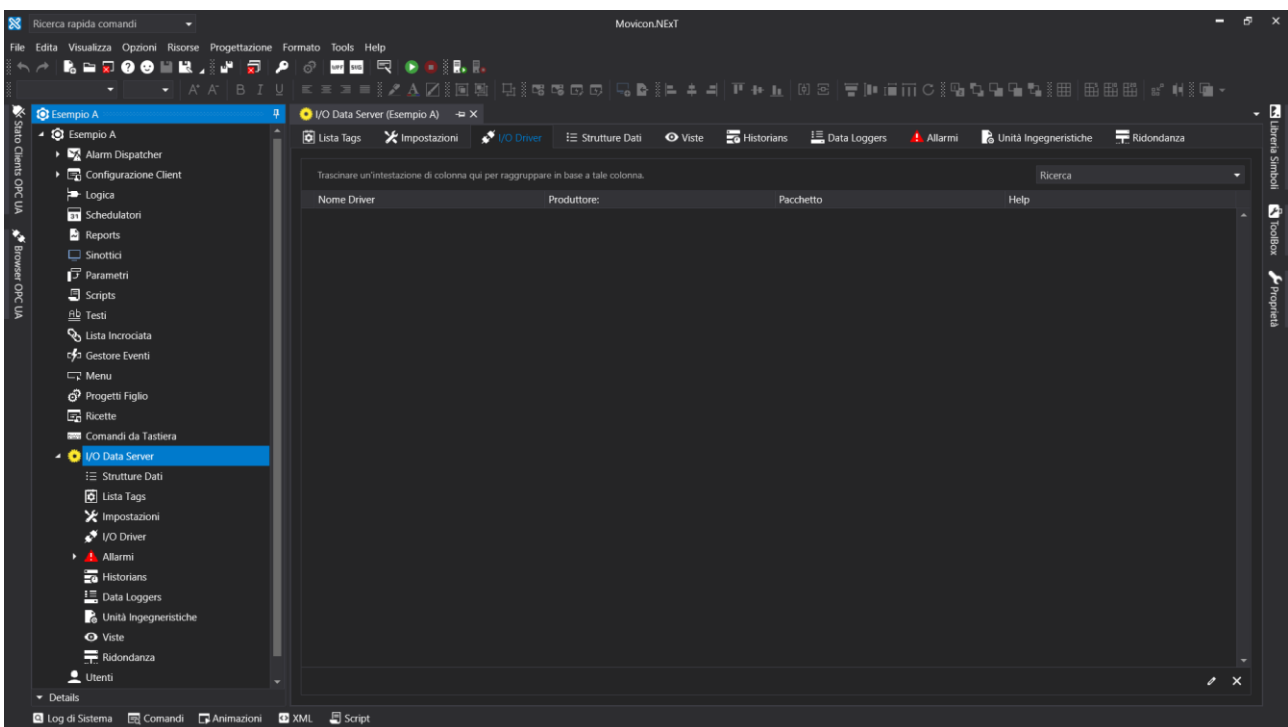 Ricerca rapida comandi
Movicon.NExT
File Edita Visualizza Opzioni Risorse Progettazione Formato Tools Help
A A B I U
Esempio A
I/O Data Server (Esempio A)
Esempio A
Lista Tags Impostazioni I/O Driver Strutture Dati Viste Historians Data Loggers Allarmi Unità Ingegneristiche Ridondanza
Alarm Dispatcher
Configurazione Client
Trascinare un'intestazione di colonna qui per raggruppare in base a tale colonna.
Ricerca
Logica
Nome Driver Produttore: Pacchetto Help
Schedulatori
Reports
Sinottici
Parametri
Scripts
Testi
Lista Incrociata
Gestore Eventi
Menu
Progetti Figlio
Ricette
Comandi da Tastiera
I/O Data Server
Strutture Dati
Lista Tags
Impostazioni
I/O Driver
Allarmi
Historians
Data Loggers
Unità Ingegneristiche
Viste
Ridondanza
Utenti
Details
Log di Sistema Comandi Animazioni XML Script
Stato Clients OPC UA
Browser OPC UA
Libreria Simboli
ToolBox
Proprietà